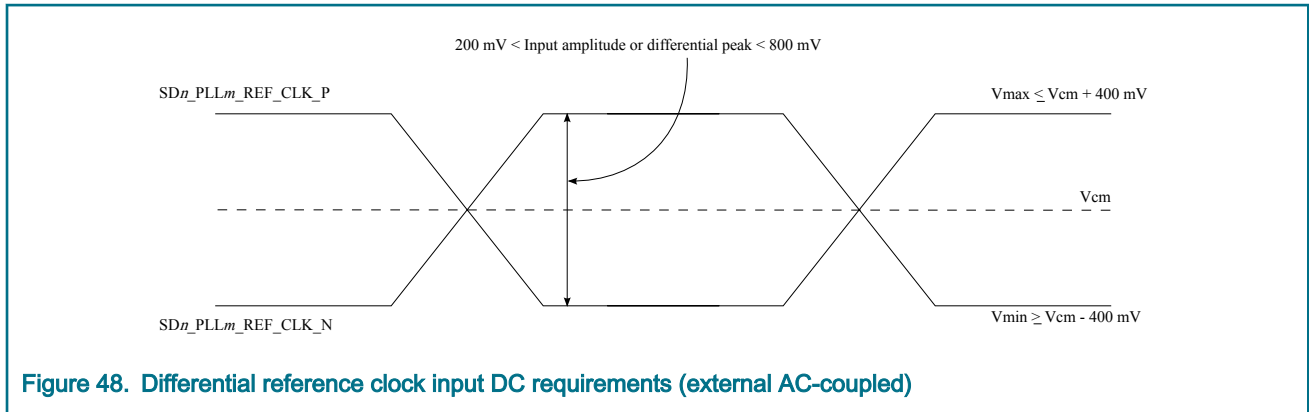 200 mV < Input amplitude or differential peak < 800 mV
SDn_PLLm_REF_CLK_P
Vmax ≤ Vcm + 400 mV
Vcm
SDn_PLLm_REF_CLK_N
Vmin ≥ Vcm - 400 mV
Figure 48. Differential reference clock input DC requirements (external AC-coupled)